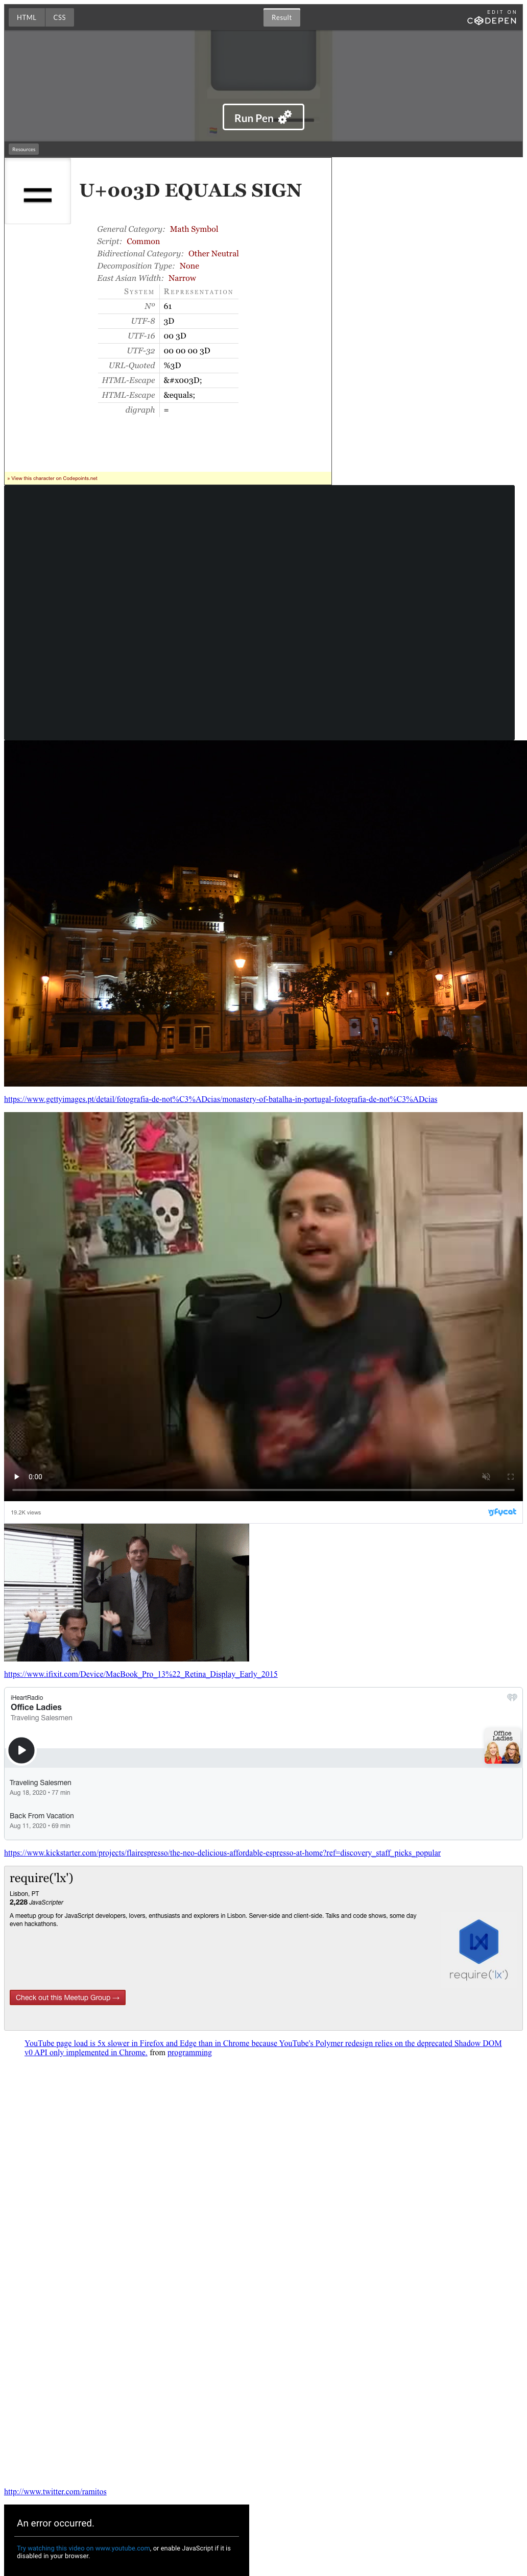 HTML CSS Result EDIT ON
CODEPEN
Run Pen
Resources
= U+003D EQUALS SIGN
General Category: Math Symbol
Script: Common
Bidirectional Category: Other Neutral
Decomposition Type: None
East Asian Width: Narrow
System Representation
Nº 61
UTF-8 3D
UTF-16 00 3D
UTF-32 00 00 00 3D
URL-Quoted %3D
HTML-Escape &#x003D;
HTML-Escape &equals;
digraph =
» View this character on Codepoints.net
https://www.gettyimages.pt/detail/fotografia-de-not%C3%ADcias/monastery-of-batalha-in-portugal-fotografia-de-not%C3%ADcias
0:00
19.2K views gfycat
https://www.ifixit.com/Device/MacBook_Pro_13%22_Retina_Display_Early_2015
iHeartRadio
Office Ladies
Traveling Salesmen
Office
Ladies
Traveling Salesmen
Aug 18, 2020 • 77 min
Back From Vacation
Aug 11, 2020 • 69 min
https://www.kickstarter.com/projects/flairespresso/the-neo-delicious-affordable-espresso-at-home?ref=discovery_staff_picks_popular
require('lx')
Lisbon, PT
2,228 JavaScripter
A meetup group for JavaScript developers, lovers, enthusiasts and explorers in Lisbon. Server-side and client-side. Talks and code shows, some day
even hackathons.
require('lx')
Check out this Meetup Group →
YouTube page load is 5x slower in Firefox and Edge than in Chrome because YouTube's Polymer redesign relies on the deprecated Shadow DOM
v0 API only implemented in Chrome. from programming
http://www.twitter.com/ramitos
An error occurred.
Try watching this video on www.youtube.com, or enable JavaScript if it is
disabled in your browser.